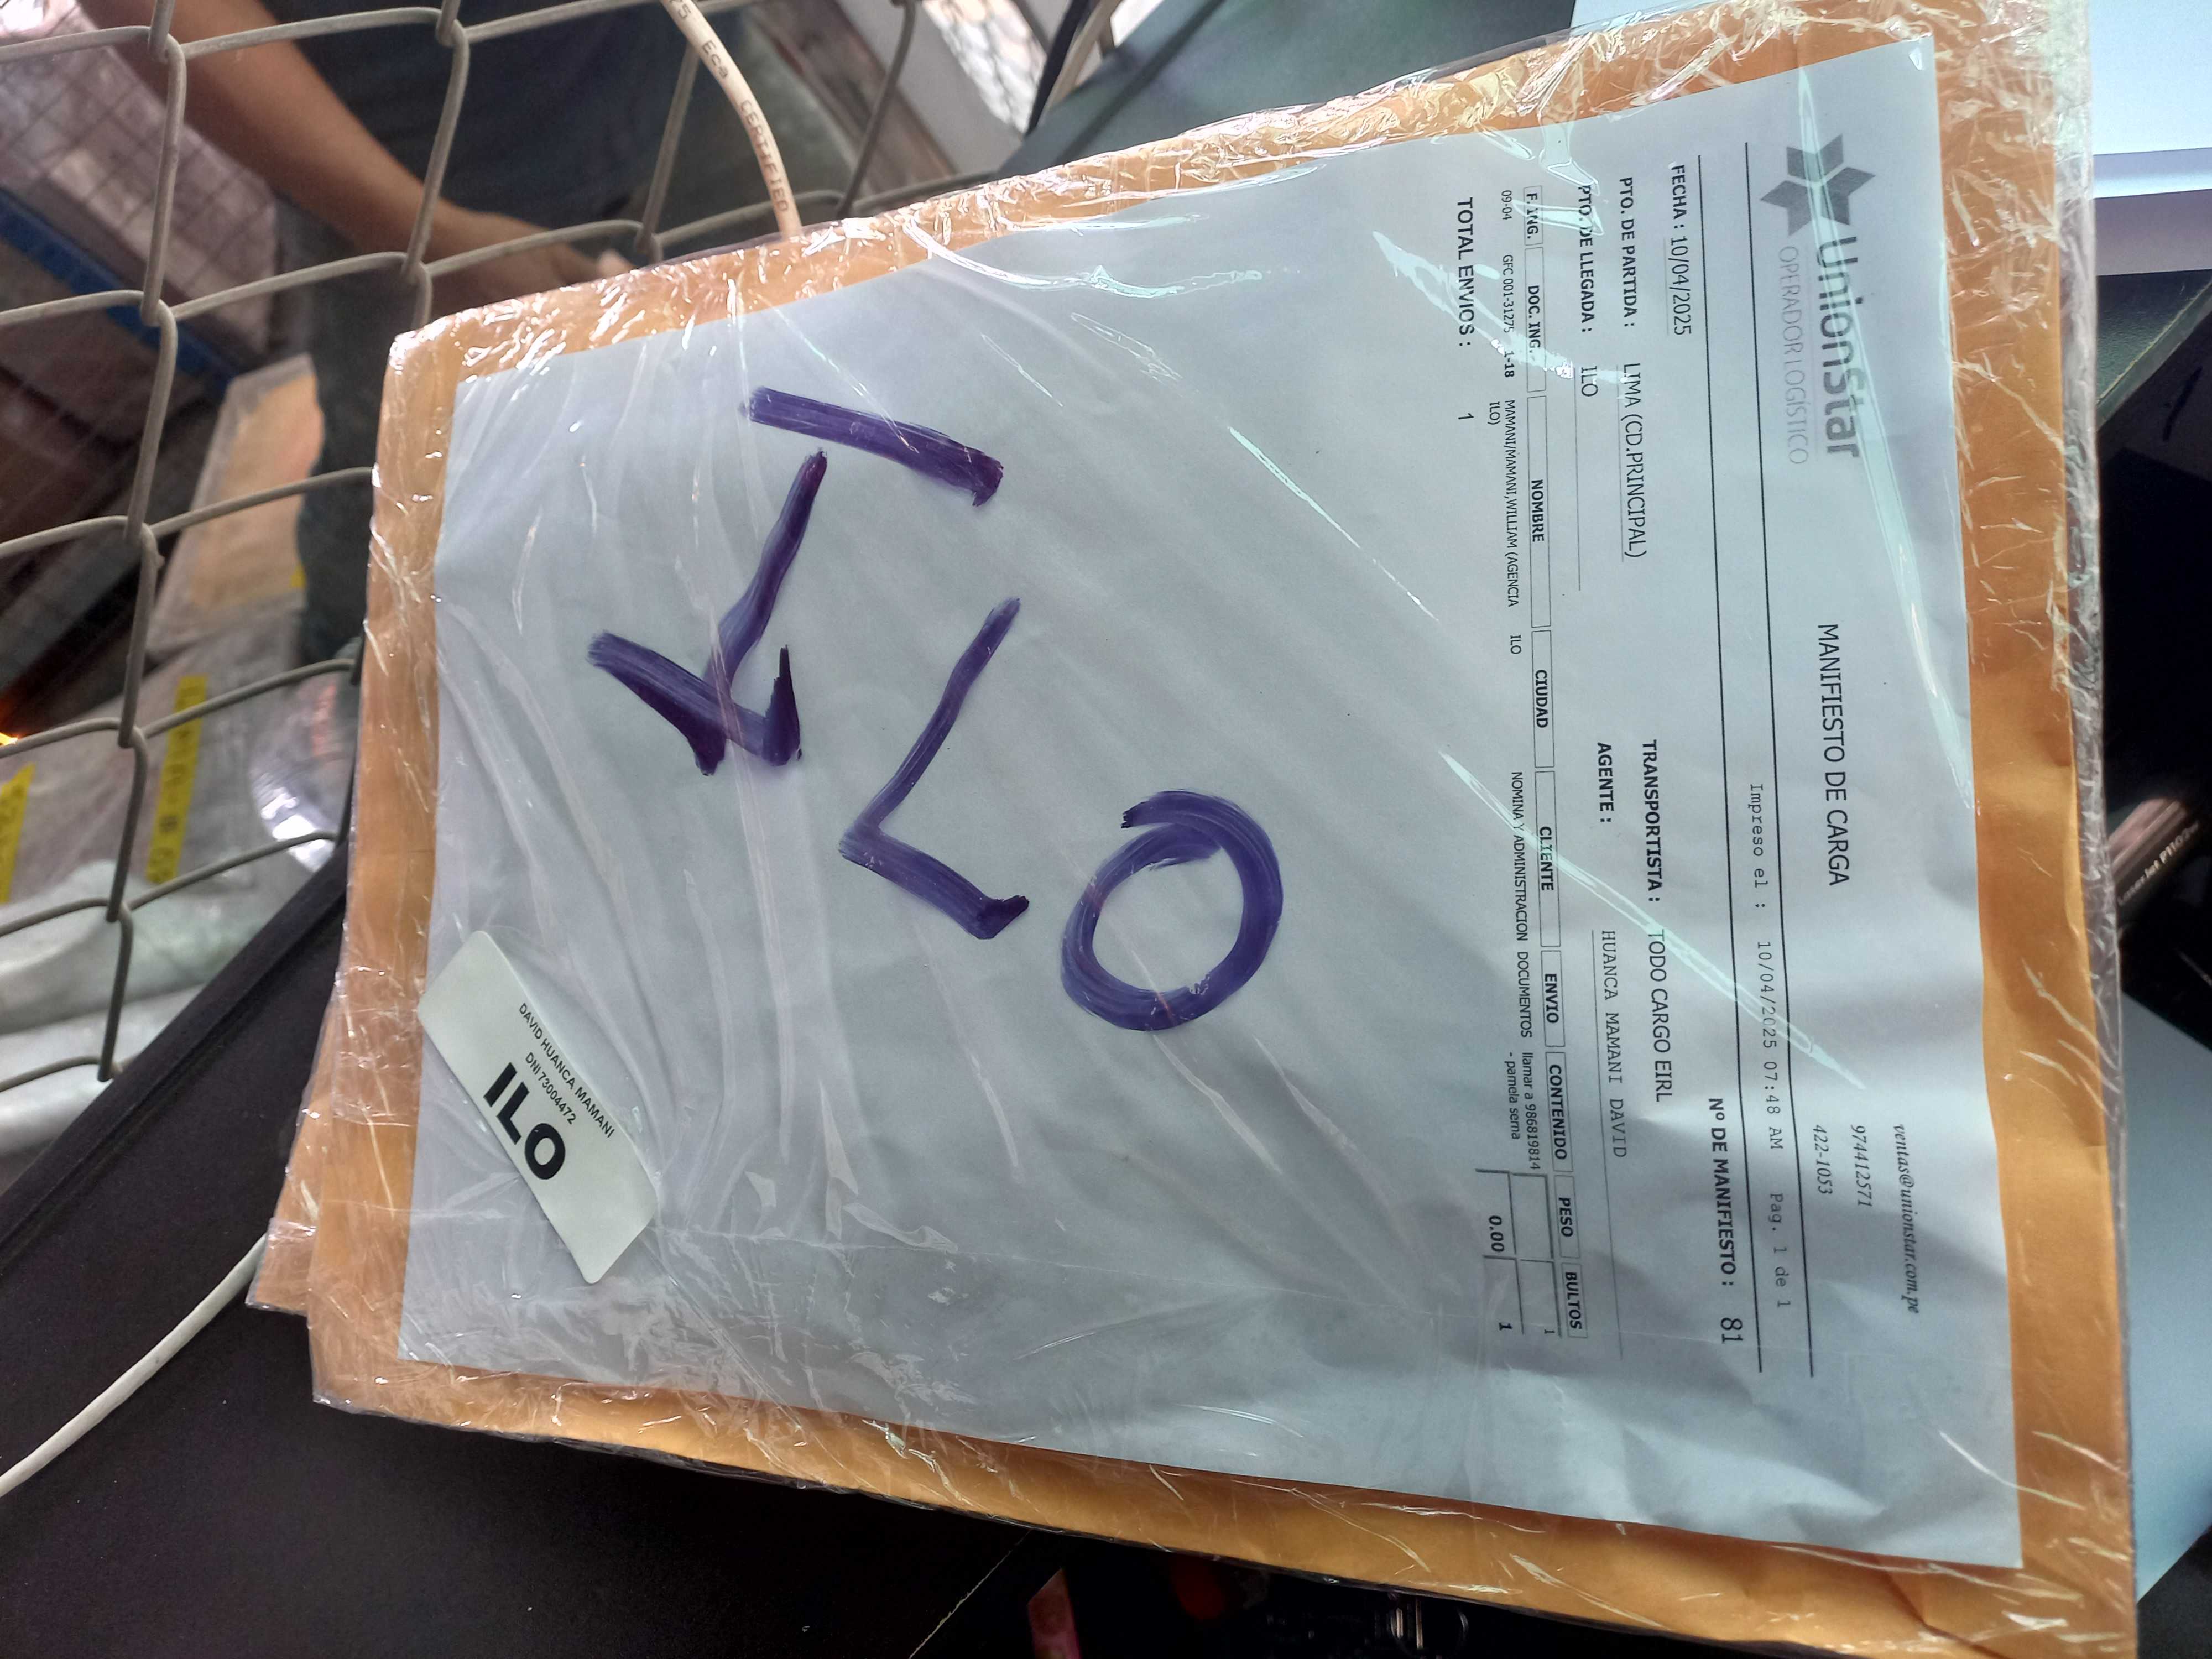 UnionStar
OPERADOR LOGÍSTICO
MANIFIESTO DE CARGA
ventas@unionstar.com.pe
974412571
422-1053
Impreso el : 10/04/2025 07:48 AM Pag. 1 de 1
FECHA : 10/04/2025
Nº DE MANIFIESTO : 81
PTO. DE PARTIDA : LIMA (CD.PRINCIPAL)
TRANSPORTISTA : TODO CARGO EIRL
PTO. DE LLEGADA : ILO
AGENTE : HUANCA MAMANI DAVID
F. ING. DOC. ING. NOMBRE CIUDAD CLIENTE ENVIO CONTENIDO PESO BULTOS
09-04 GFC 001-31275 1-18 MAMANI/MAMANI,WILLIAM (AGENCIA ILO NOMINA Y ADMINISTRACION DOCUMENTOS llamar a 986819814 1
ILO) - pamela serna
TOTAL ENVIOS : 1 0.00 1
ILO
DAVID HUANCA MAMANI
DNI 73004472
ILO
CERTIFIED
LaserJet P1102w